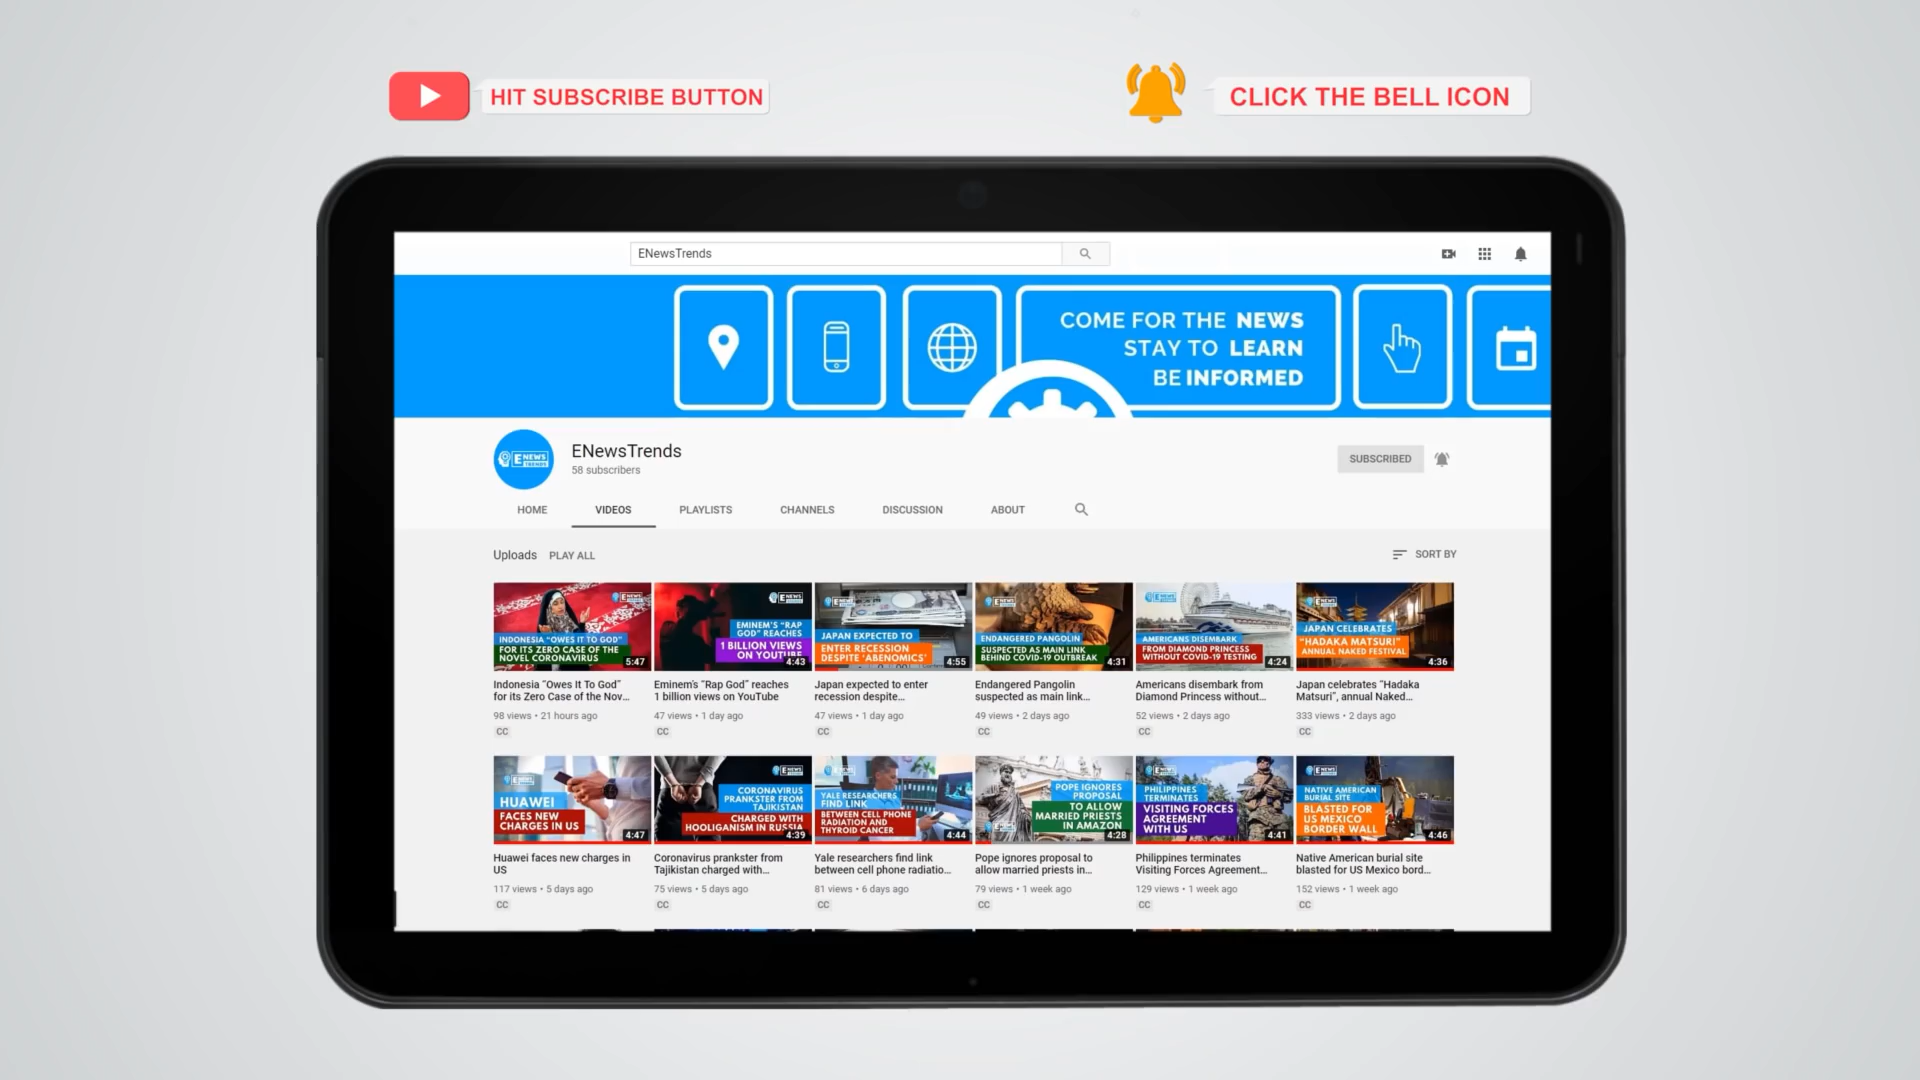 HIT SUBSCRIBE BUTTON
CLICK THE BELL ICON
ENewsTrends
COME FOR THE NEWS
STAY TO LEARN
BE INFORMED
E NEWS
TRENDS
ENewsTrends
58 subscribers
SUBSCRIBED
HOME VIDEOS PLAYLISTS CHANNELS DISCUSSION ABOUT
Uploads PLAY ALL
SORT BY
INDONESIA "OWES IT TO GOD"
FOR ITS ZERO CASE OF THE
NOVEL CORONAVIRUS
5:47
Indonesia "Owes It To God"
for its Zero Case of the Nov...
98 views • 21 hours ago
CC
EMINEM'S "RAP
GOD" REACHES
1 BILLION VIEWS
ON YOUTUBE
4:43
Eminem's "Rap God" reaches
1 billion views on YouTube
47 views • 1 day ago
CC
JAPAN EXPECTED TO
ENTER RECESSION
DESPITE 'ABENOMICS'
4:55
Japan expected to enter
recession despite...
47 views • 1 day ago
CC
ENDANGERED PANGOLIN
SUSPECTED AS MAIN LINK
BEHIND COVID-19 OUTBREAK
4:31
Endangered Pangolin
suspected as main link...
49 views • 2 days ago
CC
AMERICANS DISEMBARK
FROM DIAMOND PRINCESS
WITHOUT COVID-19 TESTING
4:24
Americans disembark from
Diamond Princess without...
52 views • 2 days ago
CC
JAPAN CELEBRATES
"HADAKA MATSURI"
ANNUAL NAKED FESTIVAL
4:36
Japan celebrates "Hadaka
Matsuri", annual Naked...
333 views • 2 days ago
CC
HUAWEI
FACES NEW
CHARGES IN US
4:47
Huawei faces new charges in
US
117 views • 5 days ago
CC
CORONAVIRUS
PRANKSTER FROM
TAJIKISTAN
CHARGED WITH
HOOLIGANISM IN RUSSIA
4:39
Coronavirus prankster from
Tajikistan charged with...
75 views • 5 days ago
CC
YALE RESEARCHERS
FIND LINK
BETWEEN CELL PHONE
RADIATION AND
THYROID CANCER
4:44
Yale researchers find link
between cell phone radiatio...
81 views • 6 days ago
CC
POPE IGNORES
PROPOSAL
TO ALLOW
MARRIED PRIESTS
IN AMAZON
4:28
Pope ignores proposal to
allow married priests in...
79 views • 1 week ago
CC
PHILIPPINES
TERMINATES
VISITING FORCES
AGREEMENT
WITH US
4:41
Philippines terminates
Visiting Forces Agreement...
129 views • 1 week ago
CC
NATIVE AMERICAN
BURIAL SITE
BLASTED FOR
US MEXICO
BORDER WALL
4:46
Native American burial site
blasted for US Mexico bord...
152 views • 1 week ago
CC